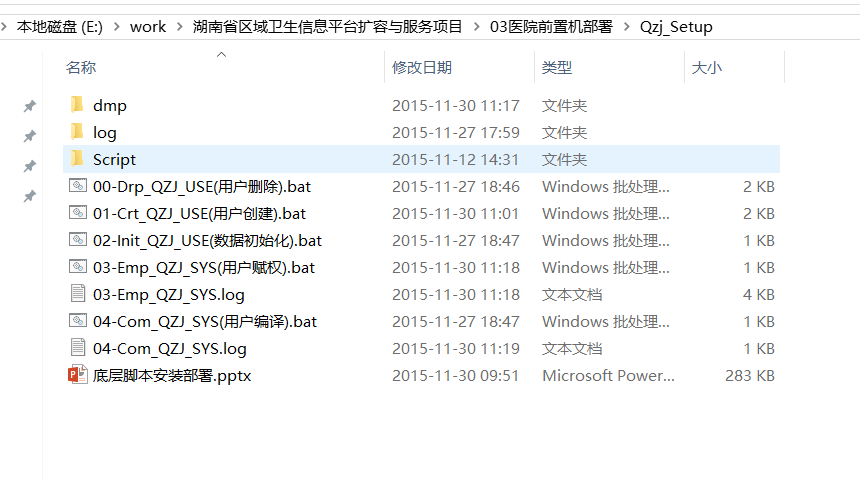 本地磁盘 (E:) > work > 湖南省区域卫生信息平台扩容与服务项目 > 03医院前置机部署 > Qzj_Setup
名称 修改日期 类型 大小
dmp 2015-11-30 11:17 文件夹
log 2015-11-27 17:59 文件夹
Script 2015-11-12 14:31 文件夹
00-Drp_QZJ_USE(用户删除).bat 2015-11-27 18:46 Windows 批处理... 2 KB
01-Crt_QZJ_USE(用户创建).bat 2015-11-30 11:01 Windows 批处理... 2 KB
02-Init_QZJ_USE(数据初始化).bat 2015-11-27 18:47 Windows 批处理... 1 KB
03-Emp_QZJ_SYS(用户赋权).bat 2015-11-30 11:18 Windows 批处理... 1 KB
03-Emp_QZJ_SYS.log 2015-11-30 11:18 文本文档 4 KB
04-Com_QZJ_SYS(用户编译).bat 2015-11-27 18:47 Windows 批处理... 1 KB
04-Com_QZJ_SYS.log 2015-11-30 11:19 文本文档 1 KB
底层脚本安装部署.pptx 2015-11-30 09:51 Microsoft Power... 283 KB